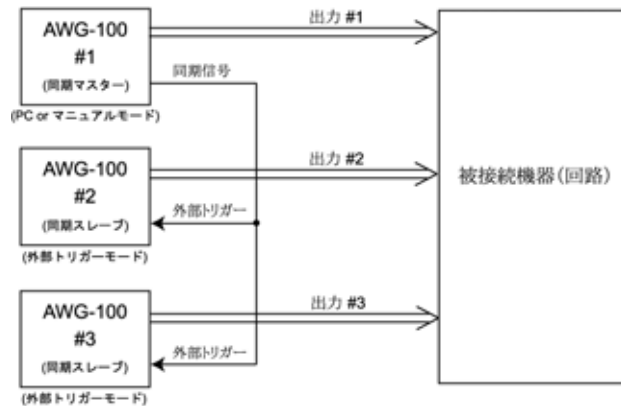 AWG-100
#1
(同期マスター)
(PC or マニュアルモード)
出力 #1
同期信号
AWG-100
#2
(同期スレーブ)
(外部トリガーモード)
出力 #2
外部トリガー
被接続機器(回路)
AWG-100
#3
(同期スレーブ)
(外部トリガーモード)
出力 #3
外部トリガー